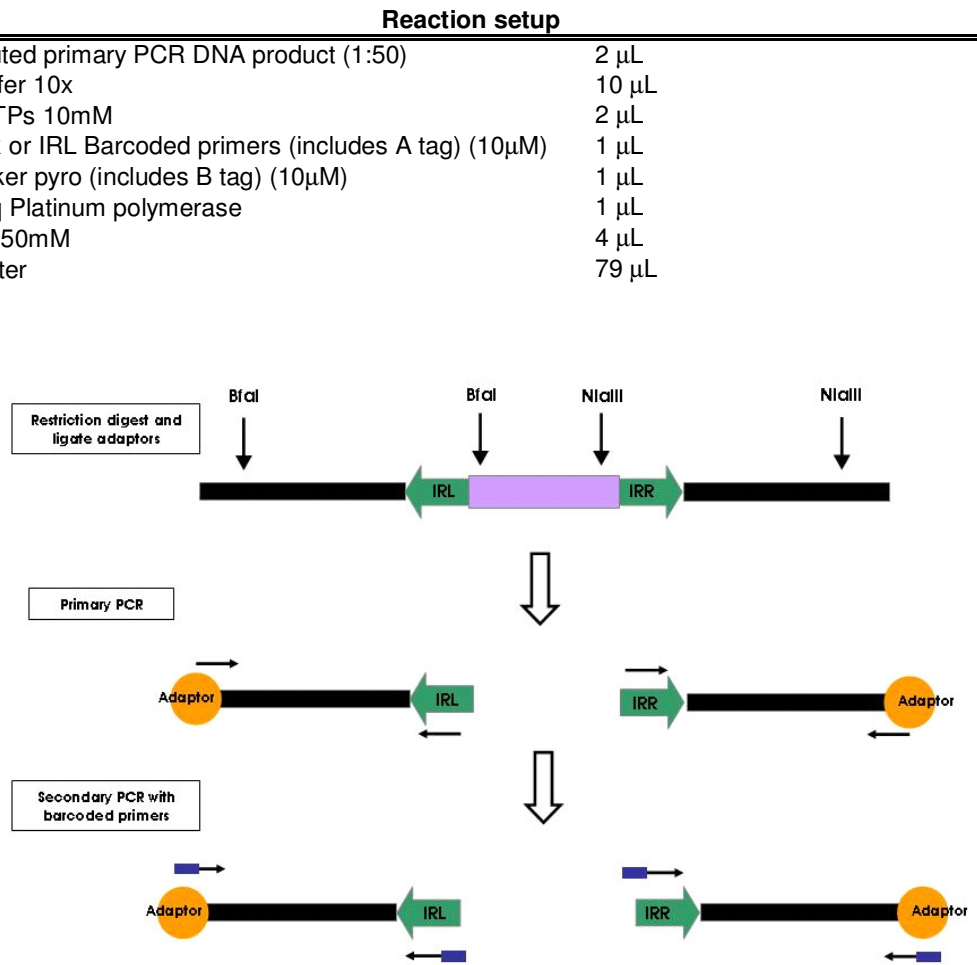 Reaction setup
uted primary PCR DNA product (1:50) 2 µL
fer 10x 10 µL
TPs 10mM 2 µL
or IRL Barcoded primers (includes A tag) (10µM) 1 µL
ker pyro (includes B tag) (10µM) 1 µL
q Platinum polymerase 1 µL
50mM 4 µL
ter 79 µL
BfaI BfaI NlaIII NlaIII
Restriction digest and
ligate adaptors
IRL IRR
Primary PCR
Adaptor IRL IRR Adaptor
Secondary PCR with
barcoded primers
Adaptor IRL IRR Adaptor